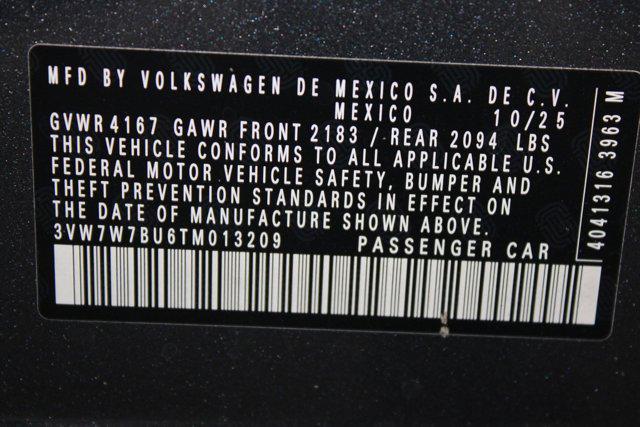 MFD BY VOLKSWAGEN DE MEXICO S.A. DE C.V.
MEXICO 10/25
GVWR 4167 GAWR FRONT 2183 / REAR 2094 LBS
THIS VEHICLE CONFORMS TO ALL APPLICABLE U.S.
FEDERAL MOTOR VEHICLE SAFETY, BUMPER AND
THEFT PREVENTION STANDARDS IN EFFECT ON
THE DATE OF MANUFACTURE SHOWN ABOVE.
3VW7W7BU6TM013209 PASSENGER CAR
4041316 3963 M